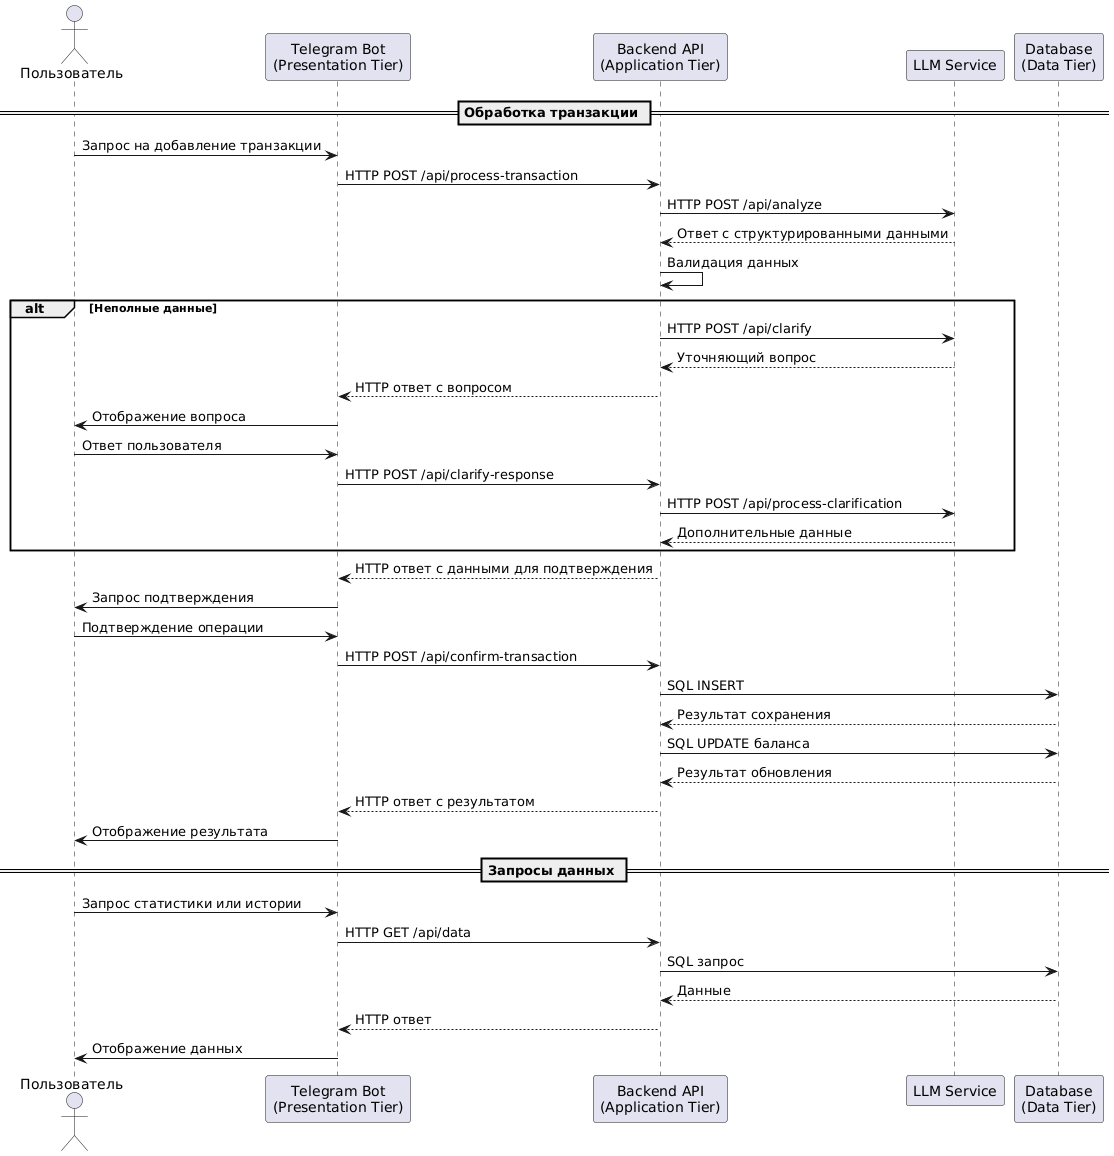 Пользователь
Telegram Bot
(Presentation Tier)
Backend API
(Application Tier)
LLM Service
Database
(Data Tier)
Обработка транзакции
Запрос на добавление транзакции
HTTP POST /api/process-transaction
HTTP POST /api/analyze
Ответ с структурированными данными
Валидация данных
alt [Неполные данные]
HTTP POST /api/clarify
Уточняющий вопрос
HTTP ответ с вопросом
Отображение вопроса
Ответ пользователя
HTTP POST /api/clarify-response
HTTP POST /api/process-clarification
Дополнительные данные
HTTP ответ с данными для подтверждения
Запрос подтверждения
Подтверждение операции
HTTP POST /api/confirm-transaction
SQL INSERT
Результат сохранения
SQL UPDATE баланса
Результат обновления
HTTP ответ с результатом
Отображение результата
Запросы данных
Запрос статистики или истории
HTTP GET /api/data
SQL запрос
Данные
HTTP ответ
Отображение данных
Пользователь
Telegram Bot
(Presentation Tier)
Backend API
(Application Tier)
LLM Service
Database
(Data Tier)